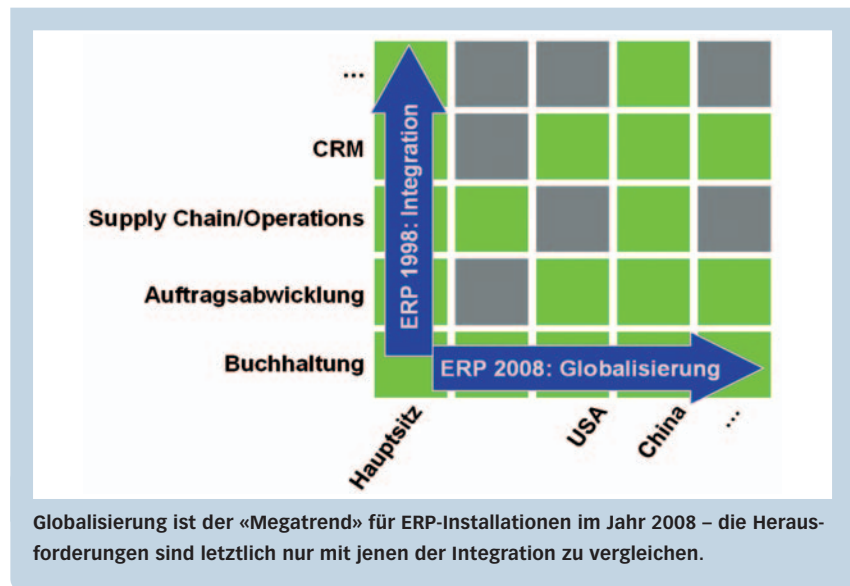 ...
CRM
Supply Chain/Operations
Auftragsabwicklung
Buchhaltung
ERP 1998: Integration
ERP 2008: Globalisierung
Hauptsitz
USA
China
...
Globalisierung ist der «Megatrend» für ERP-Installationen im Jahr 2008 – die Heraus-
forderungen sind letztlich nur mit jenen der Integration zu vergleichen.